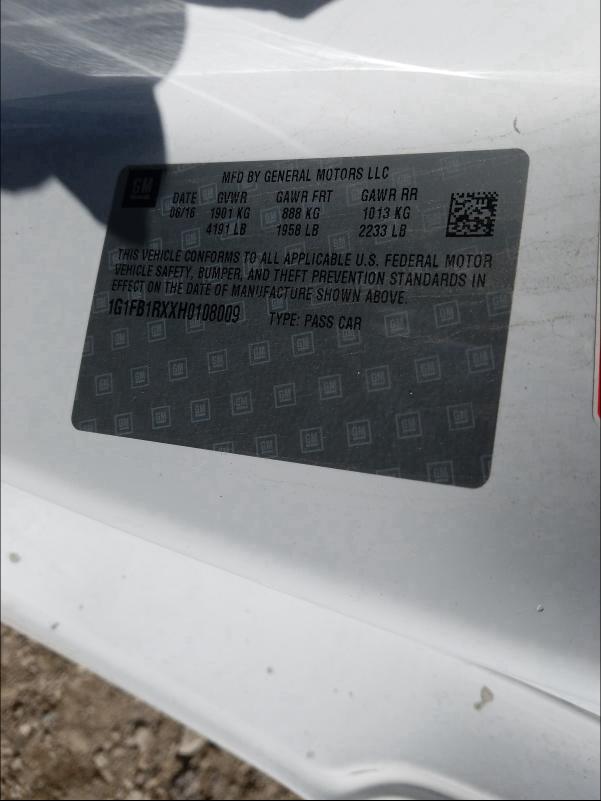 GM
MFD BY GENERAL MOTORS LLC
DATE GVWR GAWR FRT GAWR RR
06/16 1901 KG 888 KG 1013 KG
4191 LB 1958 LB 2233 LB
THIS VEHICLE CONFORMS TO ALL APPLICABLE U.S. FEDERAL MOTOR
VEHICLE SAFETY, BUMPER, AND THEFT PREVENTION STANDARDS IN
EFFECT ON THE DATE OF MANUFACTURE SHOWN ABOVE.
1G1FB1RXXH0108009 TYPE: PASS CAR